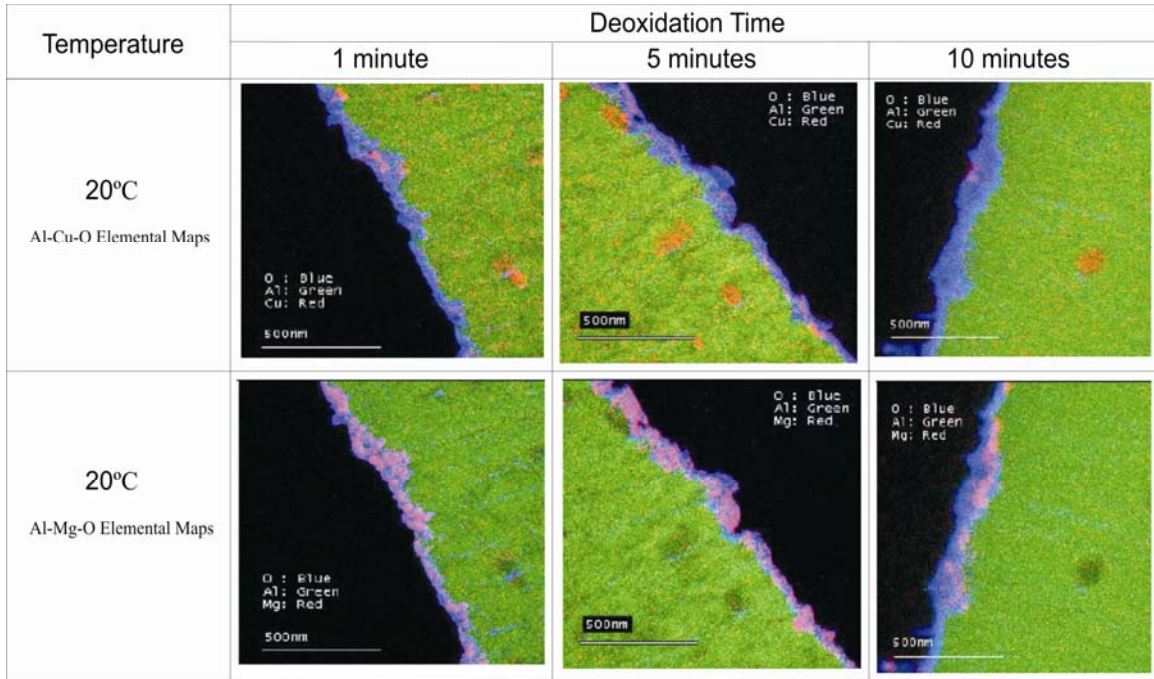 Temperature
Deoxidation Time
1 minute
5 minutes
10 minutes
20ºC
Al-Cu-O Elemental Maps
O : Blue
Al: Green
Cu: Red
500nm
O : Blue
Al: Green
Cu: Red
500nm
O : Blue
Al: Green
Cu: Red
500nm
20ºC
Al-Mg-O Elemental Maps
O : Blue
Al: Green
Mg: Red
500nm
O : Blue
Al: Green
Mg: Red
500nm
O : Blue
Al: Green
Mg: Red
500nm